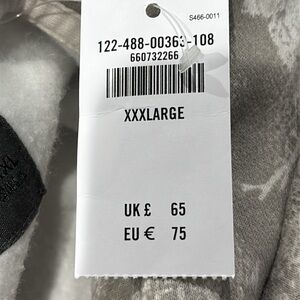 S466-0011
122-488-00363-108
660732266
XXXLARGE
UK £ 65
EU € 75